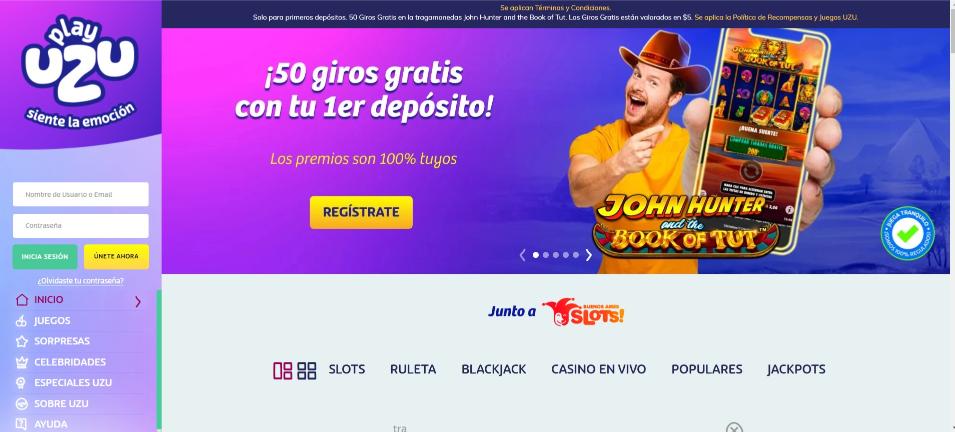 Se aplican Términos y Condiciones.
Solo para primeros depósitos. 50 Giros Gratis en la tragamonedas John Hunter and the Book of Tut. Los Giros Gratis están valorados en $5. Se aplica la Política de Recompensas y Juegos UZU.
play
UZU
siente la emoción
¡50 giros gratis
con tu 1er depósito!
Los premios son 100% tuyos
REGÍSTRATE
BOOK OF TUT
¡BUENA SUERTE!
JOHN HUNTER
and the
BOOK OF TUT
JUEGA TRANQUILO
Nombre de Usuario o Email
Contraseña
INICIA SESIÓN
ÚNETE AHORA
¿Olvidaste tu contraseña?
INICIO
JUEGOS
SORPRESAS
CELEBRIDADES
ESPECIALES UZU
SOBRE UZU
AYUDA
Junto a
BUENOS AIRES
SLOTS!
SLOTS
RULETA
BLACKJACK
CASINO EN VIVO
POPULARES
JACKPOTS
tra